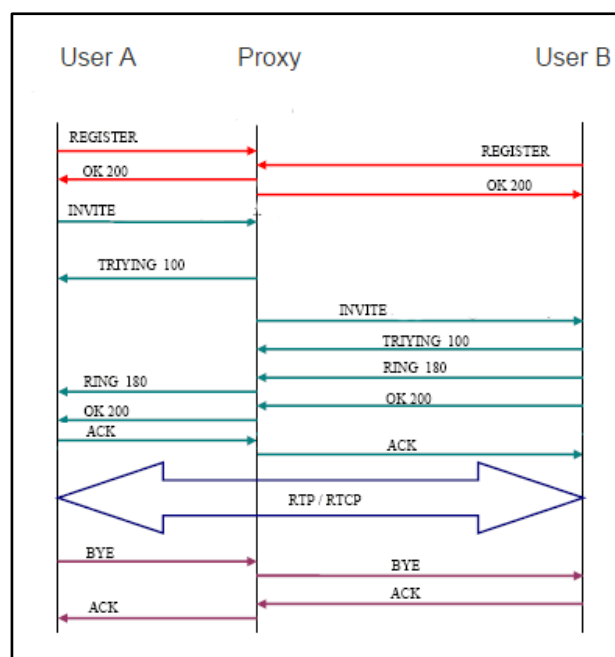 User A Proxy User B
REGISTER
REGISTER
OK 200
OK 200
INVITE
TRIYING 100
INVITE
TRIYING 100
RING 180
RING 180
OK 200
OK 200
ACK
ACK
RTP / RTCP
BYE
BYE
ACK
ACK